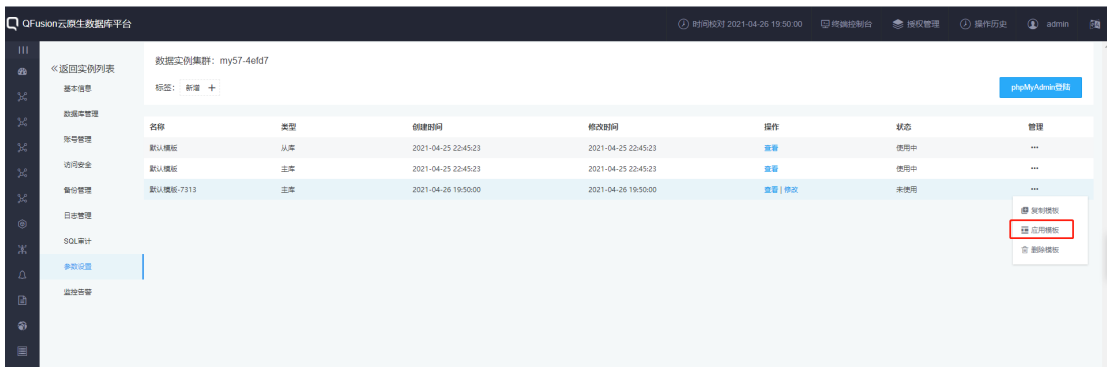 QFusion云原生数据库平台 时间校对 2021-04-26 19:50:00 终端控制台 授权管理 操作历史 admin
«返回实例列表
基本信息
数据库管理
账号管理
访问安全
备份管理
日志管理
SQL审计
参数设置
监控告警
数据实例集群：my57-4efd7
标签： 新增 +
phpMyAdmin登陆
名称 类型 创建时间 修改时间 操作 状态 管理
默认模板 从库 2021-04-25 22:45:23 2021-04-25 22:45:23 查看 使用中 ···
默认模板 主库 2021-04-25 22:45:23 2021-04-25 22:45:23 查看 使用中 ···
默认模板-7313 主库 2021-04-26 19:50:00 2021-04-26 19:50:00 查看 | 修改 未使用 ···
复制模板
应用模板
删除模板